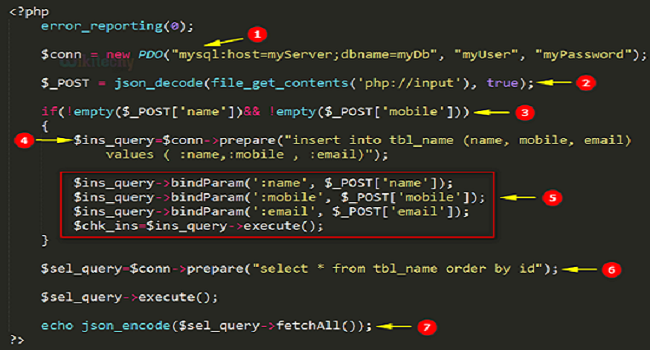 <?php
error_reporting(0);
1
$conn = new PDO("mysql:host=myServer;dbname=myDb", "myUser", "myPassword");
$_POST = json_decode(file_get_contents('php://input'), true); 2
if(!empty($_POST['name'])&& !empty($_POST['mobile'])) 3
{
4 $ins_query=$conn->prepare("insert into tbl_name (name, mobile, email)
values ( :name,:mobile , :email)");
$ins_query->bindParam(':name', $_POST['name']);
$ins_query->bindParam(':mobile', $_POST['mobile']); 5
$ins_query->bindParam(':email', $_POST['email']);
$chk_ins=$ins_query->execute();
}
$sel_query=$conn->prepare("select * from tbl_name order by id"); 6
$sel_query->execute();
echo json_encode($sel_query->fetchAll()); 7
?>